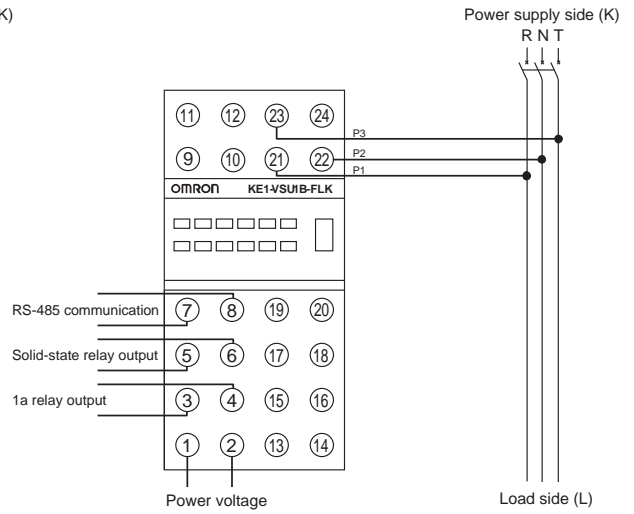 K)
Power supply side (K)
R N T
11 12 23 24
P3
9 10 21 22
P2
P1
OMRON KE1-VSU1B-FLK
RS-485 communication
7 8 19 20
Solid-state relay output
5 6 17 18
1a relay output
3 4 15 16
1 2 13 14
Power voltage
Load side (L)